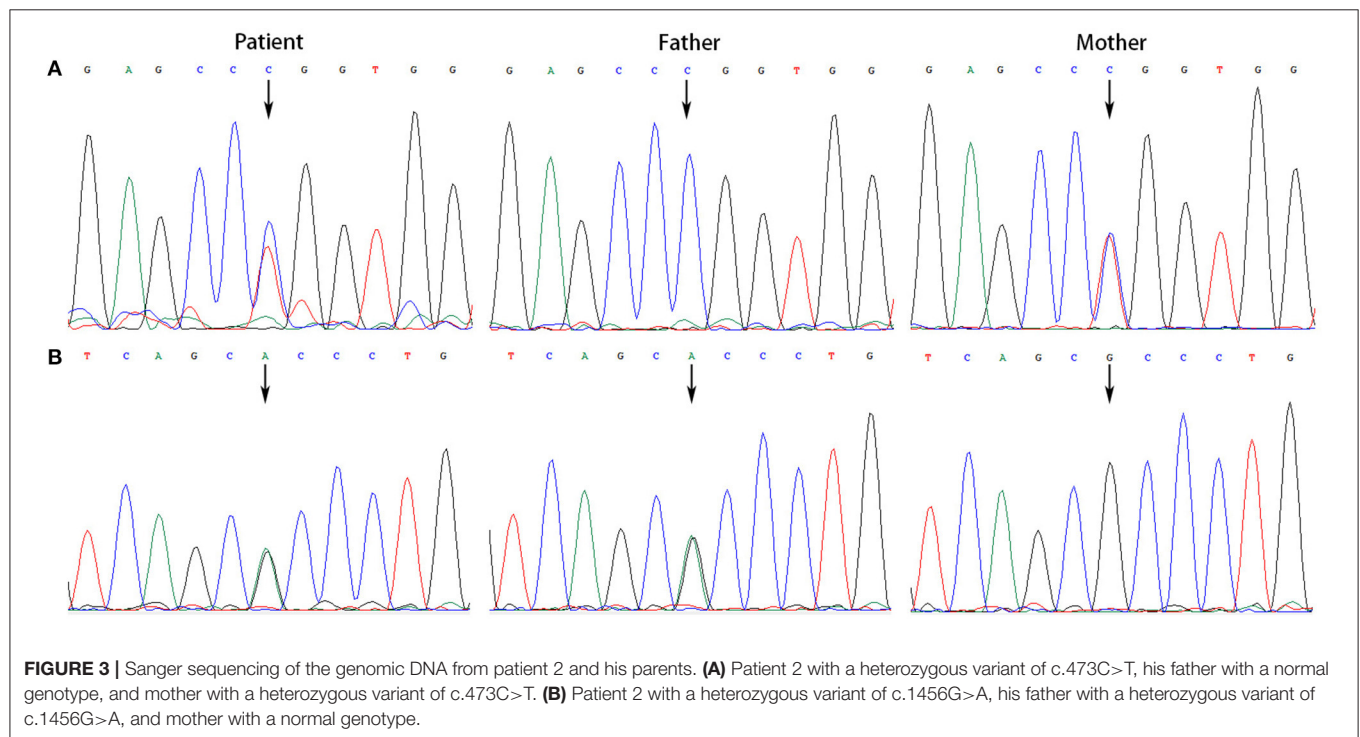 Patient Father Mother
A G A G C C C G G T G G G A G C C C G G T G G G A G C C C G G T G G
B T C A G C A C C C T G T C A G C A C C C T G T C A G C G C C C T G
FIGURE 3 | Sanger sequencing of the genomic DNA from patient 2 and his parents. (A) Patient 2 with a heterozygous variant of c.473C>T, his father with a normal
genotype, and mother with a heterozygous variant of c.473C>T. (B) Patient 2 with a heterozygous variant of c.1456G>A, his father with a heterozygous variant of
c.1456G>A, and mother with a normal genotype.